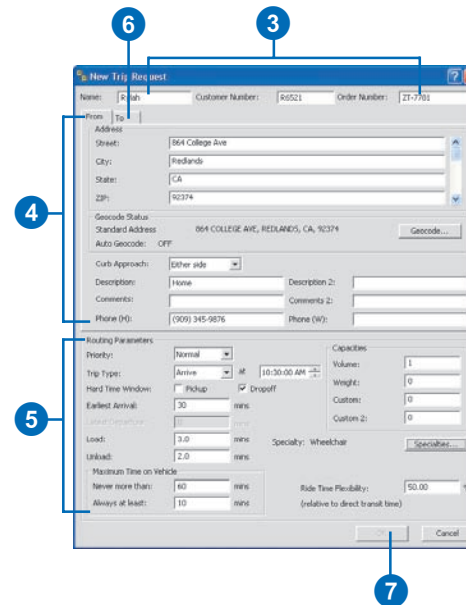 6
3
New Trip Request
Name: Customer Number: R6521 Order Number: ZT-7701
From To
Address
Street: 864 College Ave
City: Redlands
State: CA
ZIP: 92374
4
Geocode Status
Standard Address 864 COLLEGE AVE, REDLANDS, CA, 92374 Geocode...
Auto Geocode: OFF
Curb Approach: Either side
Description: Home Description 2:
Comments: Comments 2:
Phone (H): (909) 345-9876 Phone (W):
5
Routing Parameters
Capacities
Priority: Normal Volume: 1
Trip Type: Arrive at 10:30:00 AM Weight: 0
Hard Time Window: Pickup Dropoff Custom: 0
Earliest Arrival: 30 mins Custom 2: 0
Latest Departure: 0 mins
Load: 3.0 mins Specialty: Wheelchair Specialties...
Unload: 2.0 mins
Maximum Time on Vehicle
Never more than: 60 mins Ride Time Flexibility: 50.00
Always at least: 10 mins (relative to direct transit time)
Cancel
7